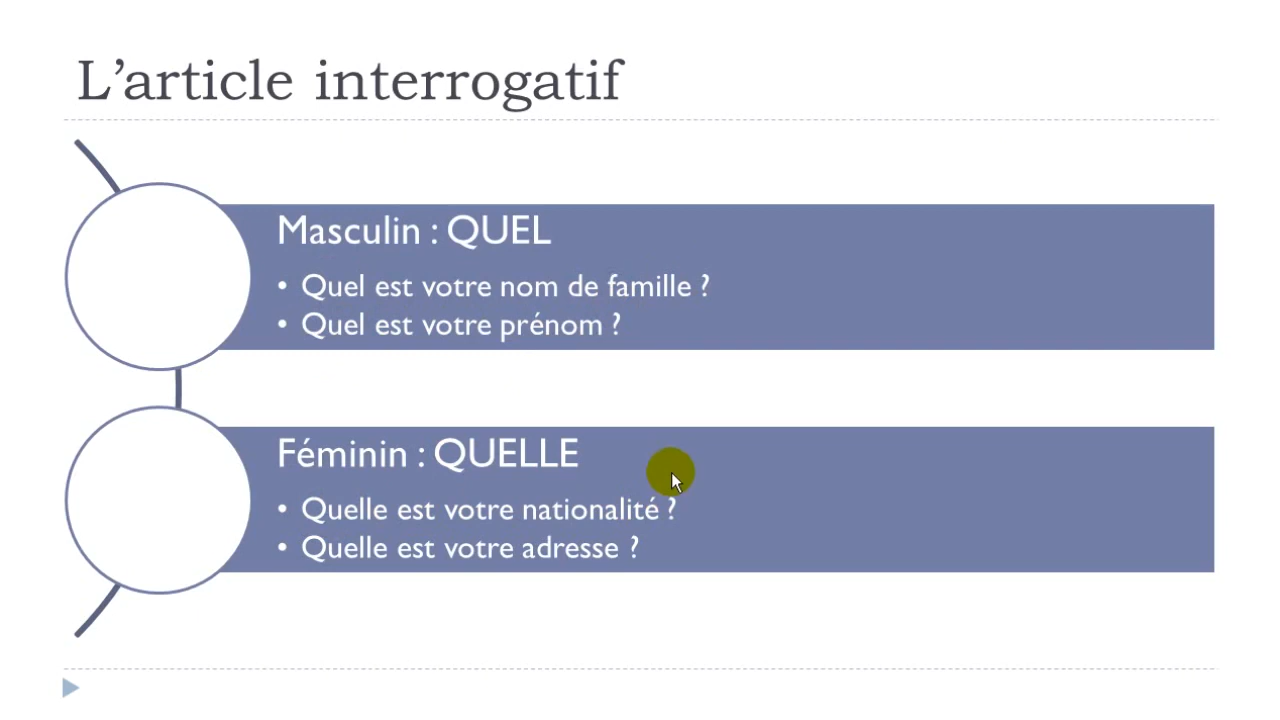 L’article interrogatif
Masculin : QUEL
• Quel est votre nom de famille ?
• Quel est votre prénom ?
Féminin : QUELLE
• Quelle est votre nationalité ?
• Quelle est votre adresse ?